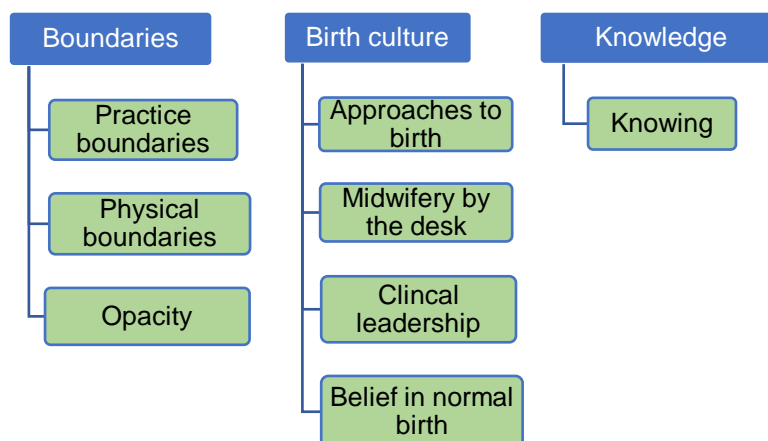 Boundaries
Practice
boundaries
Physical
boundaries
Opacity
Birth culture
Approaches to
birth
Midwifery by
the desk
Clincal
leadership
Belief in normal
birth
Knowledge
Knowing